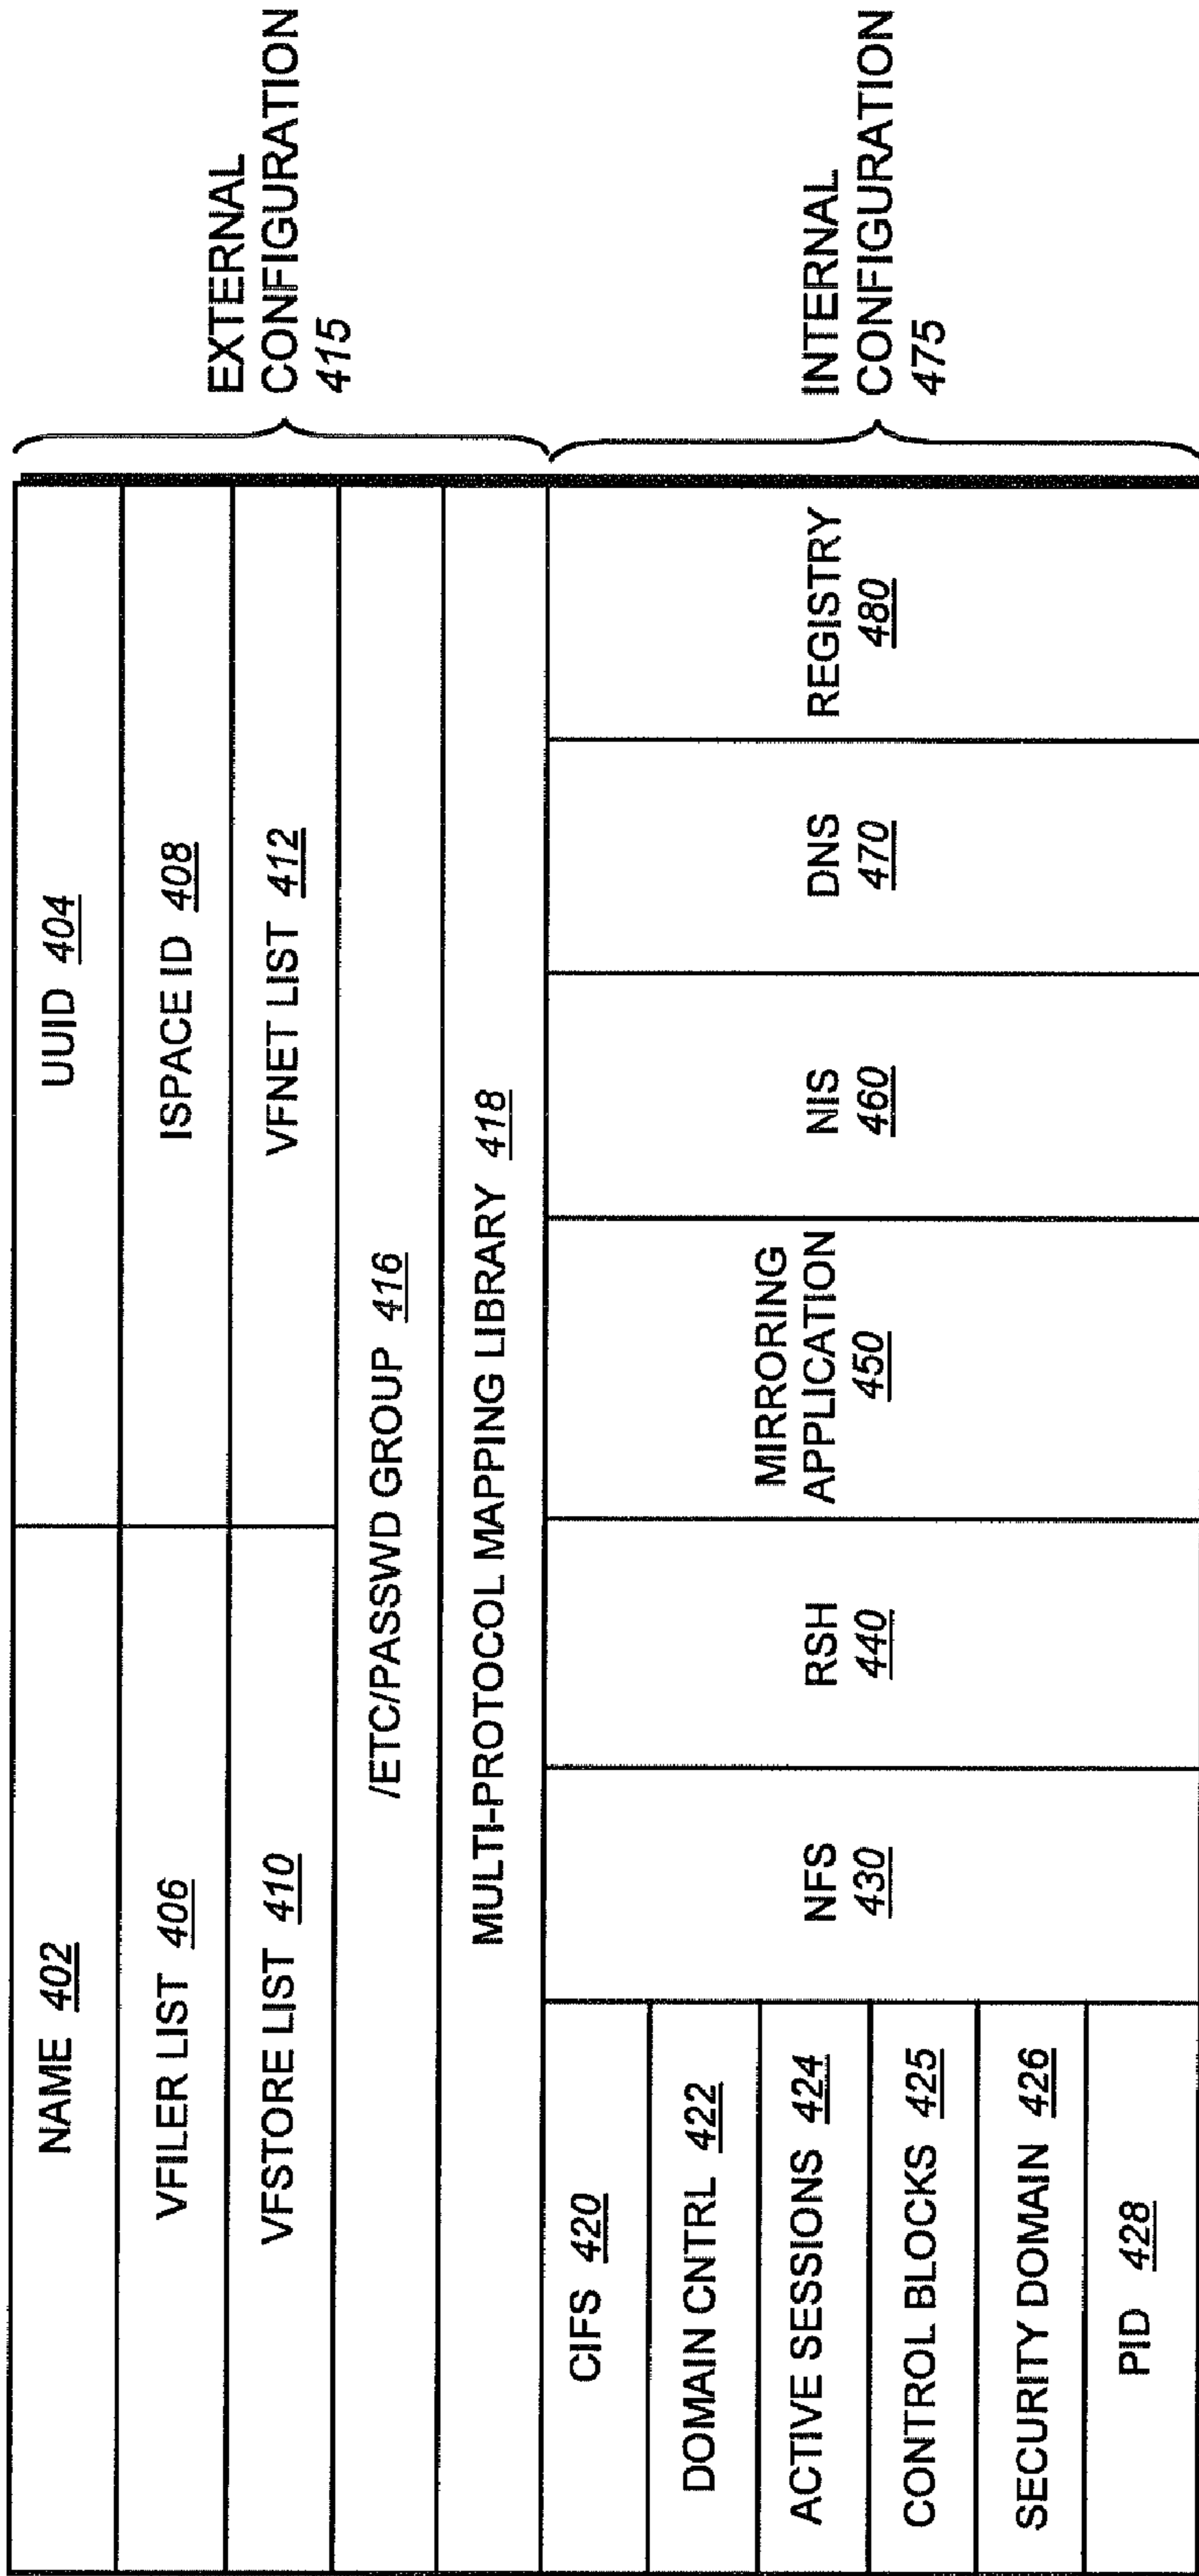 NAME 402
UUID 404
VFILER LIST 406
ISPACE ID 408
VFSTORE LIST 410
VFNET LIST 412
/ETC/PASSWD GROUP 416
MULTI-PROTOCOL MAPPING LIBRARY 418
EXTERNAL
CONFIGURATION
415
CIFS 420
DOMAIN CNTRL 422
ACTIVE SESSIONS 424
CONTROL BLOCKS 425
SECURITY DOMAIN 426
PID 428
NFS
430
RSH
440
MIRRORING
APPLICATION
450
NIS
460
DNS
470
REGISTRY
480
INTERNAL
CONFIGURATION
475